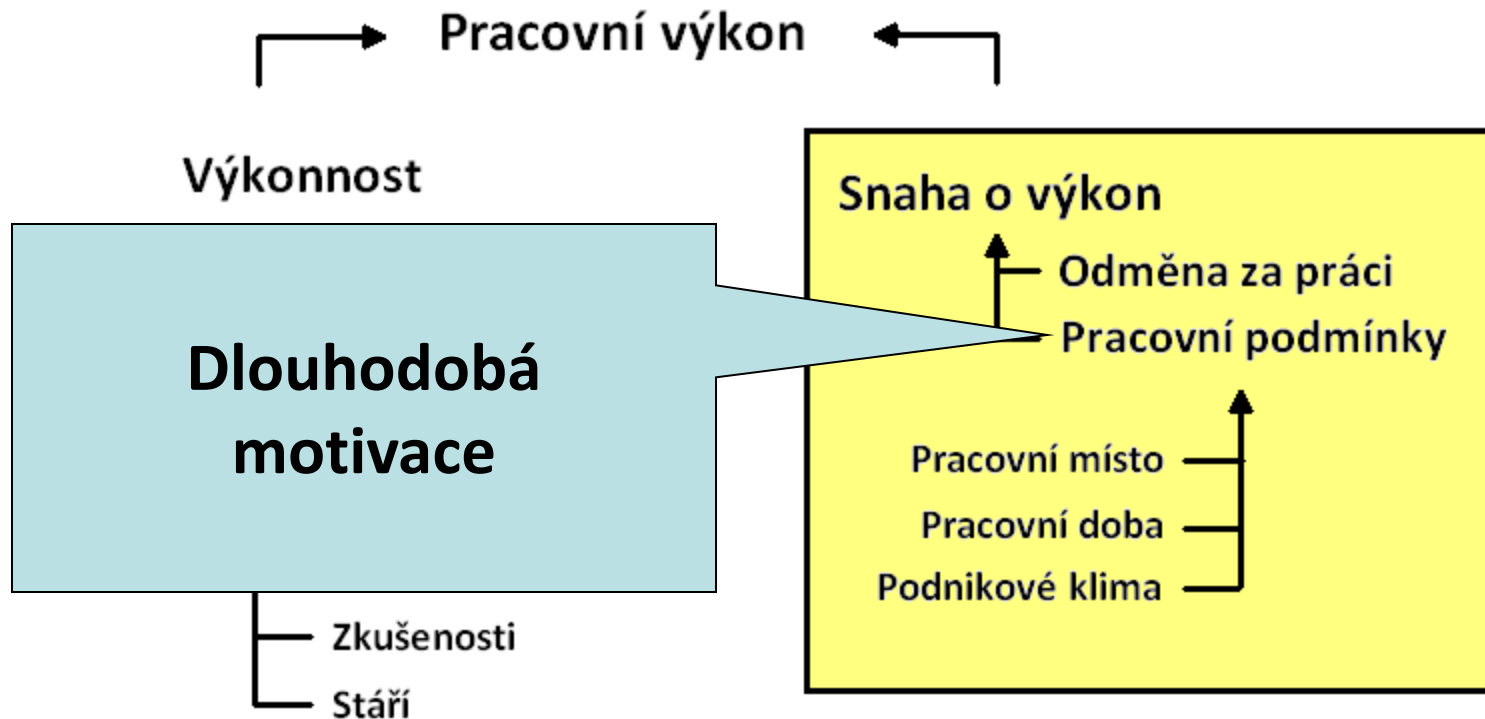 Pracovní výkon
Výkonnost
Dlouhodobá
motivace
Zkušenosti
Stáří
Snaha o výkon
Odměna za práci
Pracovní podmínky
Pracovní místo
Pracovní doba
Podnikové klima